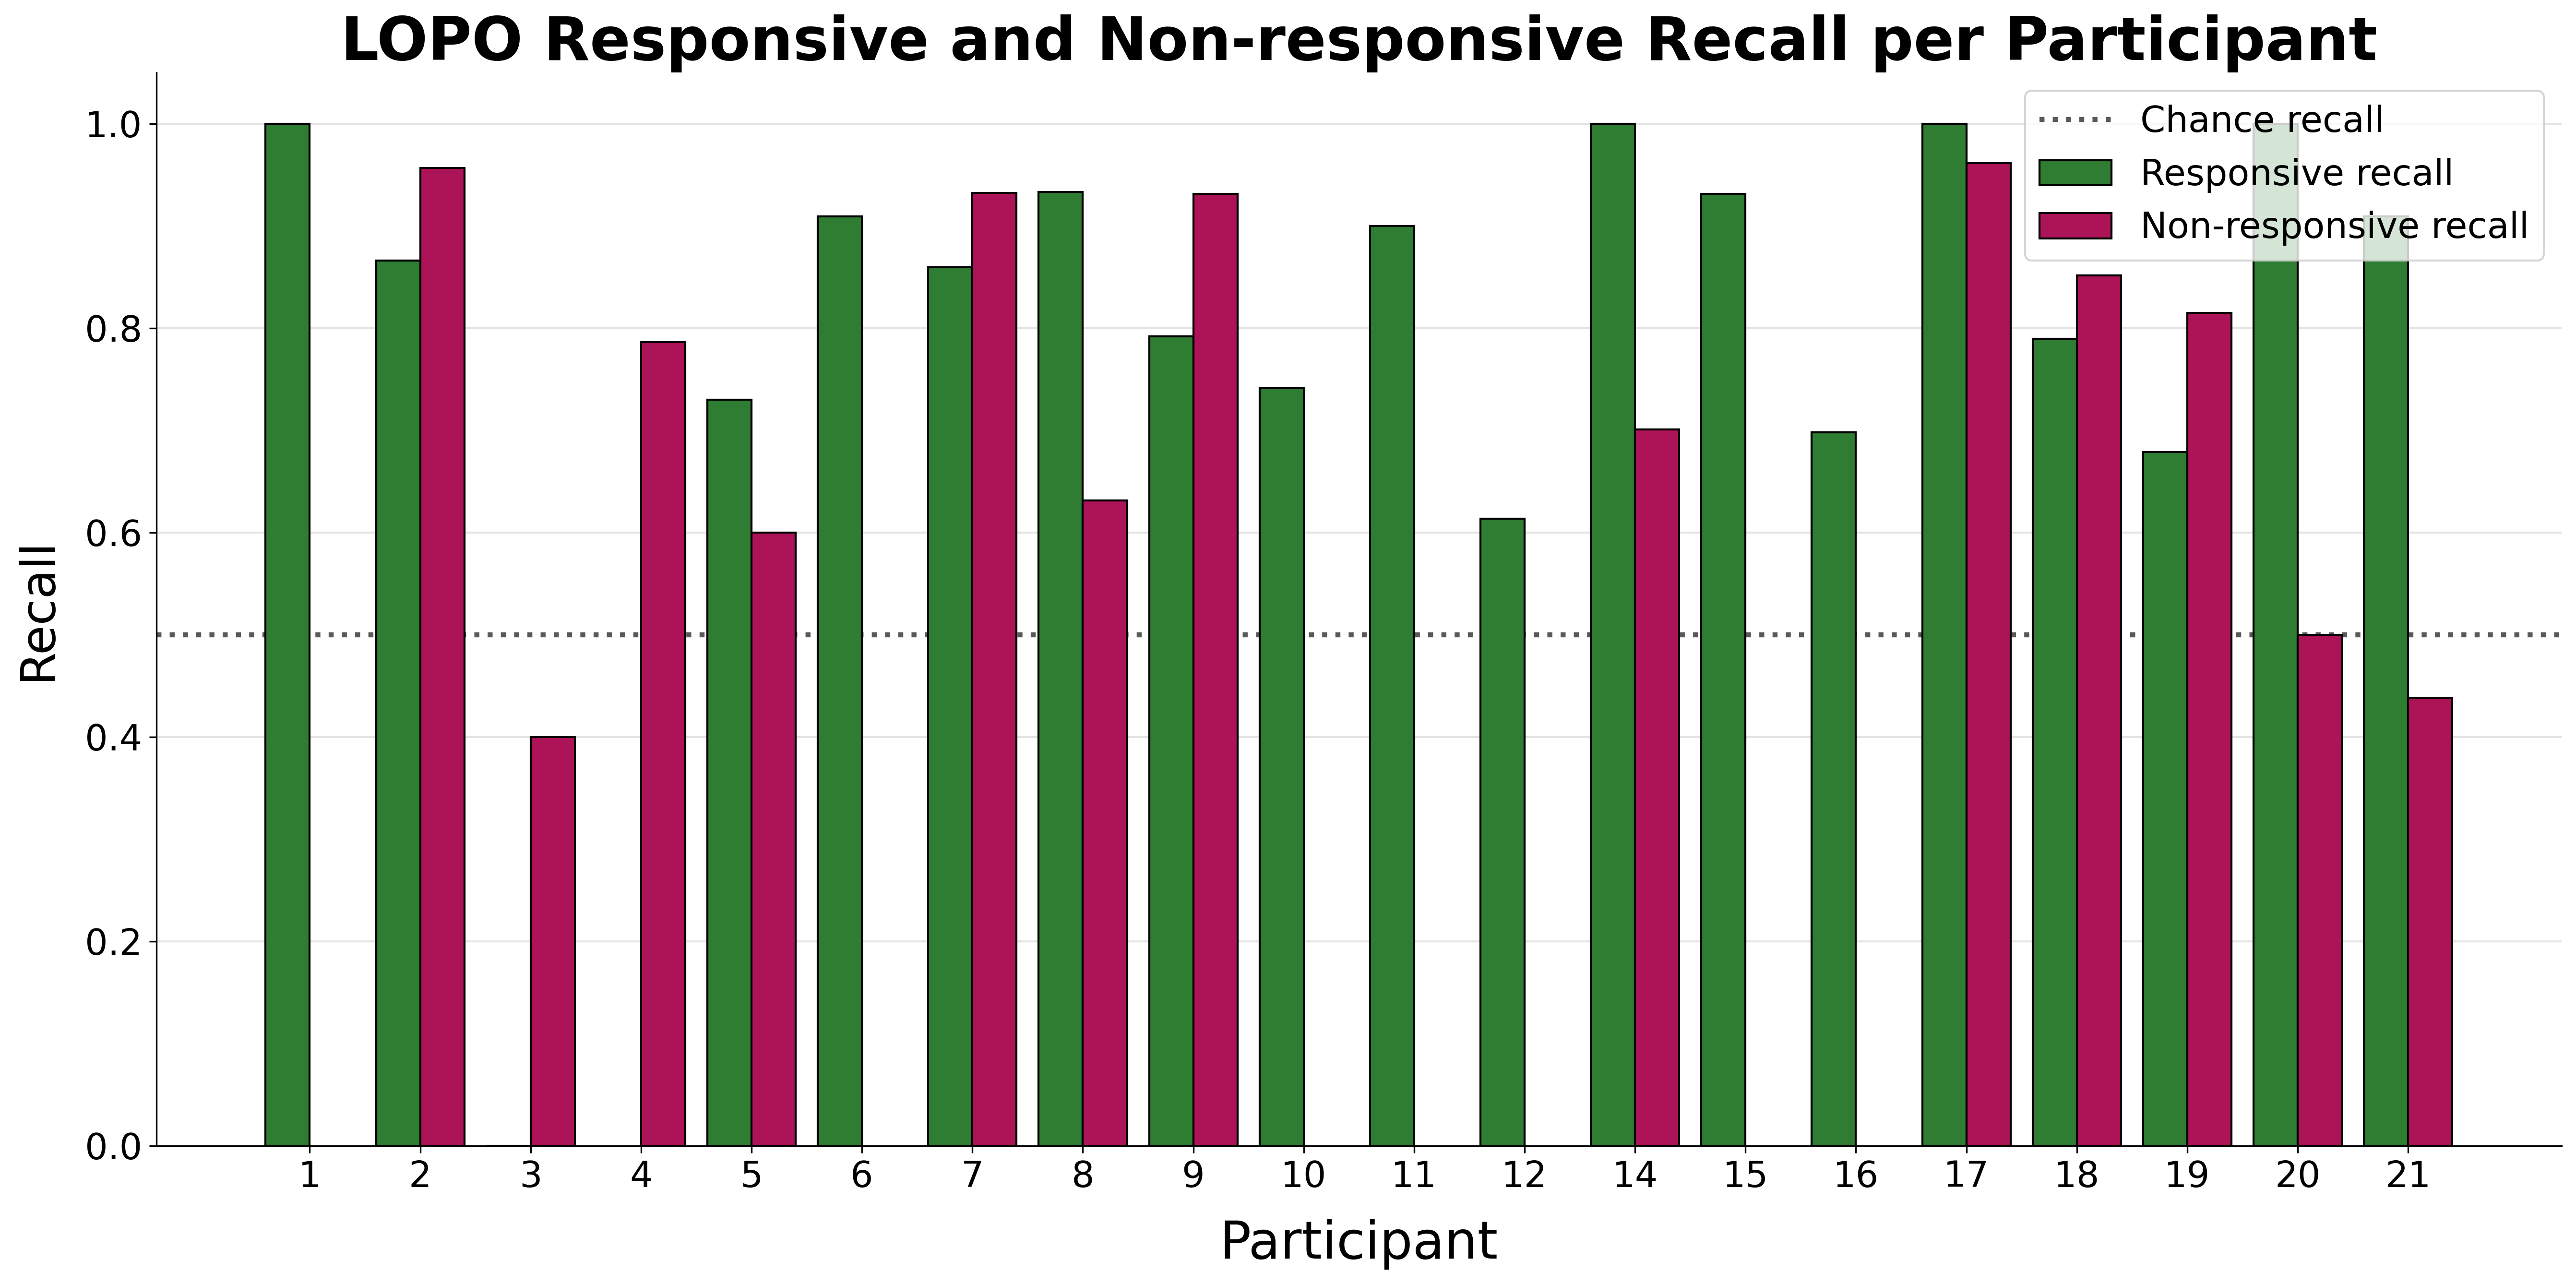 LOPO Responsive and Non-responsive Recall per Participant
Chance recall
Responsive recall
Non-responsive recall
Recall
1.0
0.8
0.6
0.4
0.2
0.0
1 2 3 4 5 6 7 8 9 10 11 12 14 15 16 17 18 19 20 21
Participant